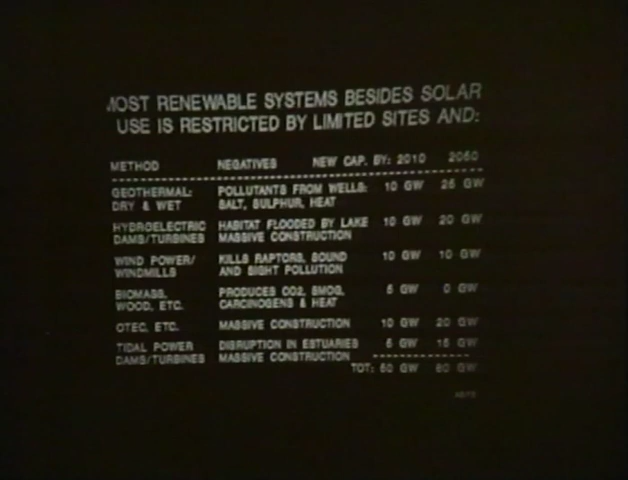 MOST RENEWABLE SYSTEMS BESIDES SOLAR
USE IS RESTRICTED BY LIMITED SITES AND:
METHOD NEGATIVES NEW CAP. BY: 2010 2050
GEOTHERMAL: POLLUTANTS FROM WELLS: 10 GW 25 GW
DRY & WET SALT, SULPHUR, HEAT
HYDROELECTRIC HABITAT FLOODED BY LAKE 10 GW 20 GW
DAMS/TURBINES MASSIVE CONSTRUCTION
WIND POWER/ KILLS RAPTORS, SOUND 10 GW 10 GW
WINDMILLS AND SIGHT POLLUTION
BIOMASS, PRODUCES CO2, SMOG, 5 GW 0 GW
WOOD, ETC. CARCINOGENS & HEAT
OTEC, ETC. MASSIVE CONSTRUCTION 10 GW 20 GW
TIDAL POWER DISRUPTION IN ESTUARIES 5 GW 15 GW
DAMS/TURBINES MASSIVE CONSTRUCTION
TOT: 50 GW GW